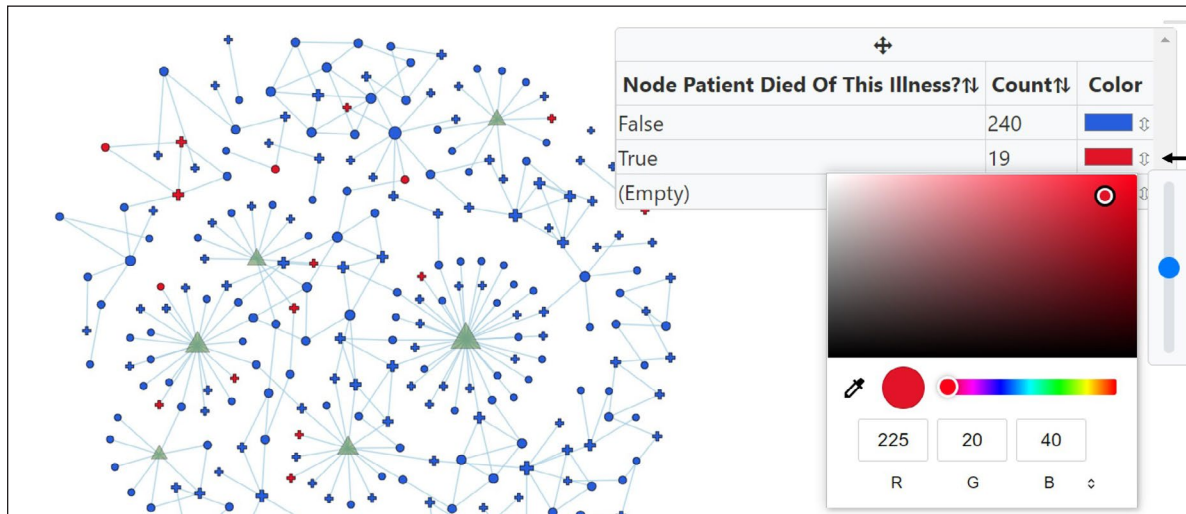 Node Patient Died Of This Illness?⇅ Count⇅ Color
False 240
True 19
(Empty)
225 20 40
R G B